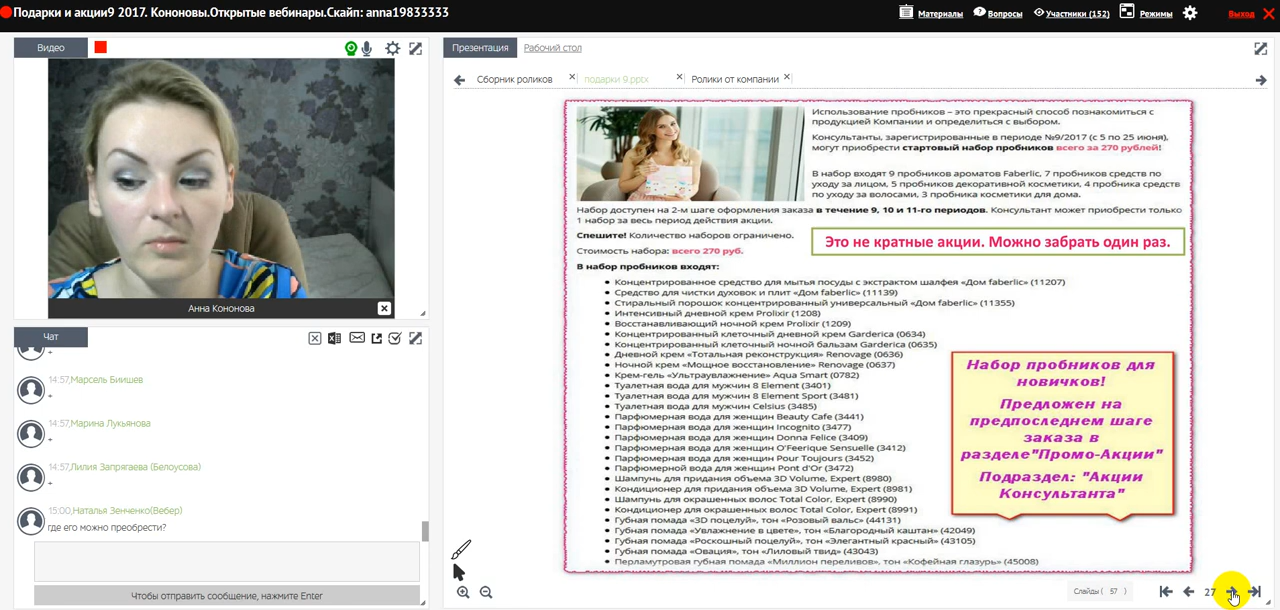 Подарки и акции9 2017. Кононовы.Открытые вебинары.Скайп: anna19833333
Материалы
Вопросы
Участники (152)
Режимы
Выход
Видео
Анна Кононова
Чат
+
14:57,Марсель Биишев
+
14:57,Марина Лукьянова
+
14:57,Лилия Запрягаева (Белоусова)
+
15:00,Наталья Зенченко(Вебер)
где его можно преобрести?
Чтобы отправить сообщение, нажмите Enter
Презентация
Рабочий стол
Сборник роликов
подарки 9.pptx
Ролики от компании
Использование пробников – это прекрасный способ познакомиться с
продукцией Компании и определиться с выбором.
Консультанты, зарегистрированные в периоде №9/2017 (с 5 по 25 июня),
могут приобрести стартовый набор пробников всего за 270 рублей!
В набор входят 9 пробников ароматов Faberlic, 7 пробников средств по
уходу за лицом, 5 пробников декоративной косметики, 4 пробника средств
по уходу за волосами, 3 пробника косметики для дома.
Набор доступен на 2-м шаге оформления заказа в течение 9, 10 и 11-го периодов. Консультант может приобрести только
1 набор за весь период действия акции.
Спешите! Количество наборов ограничено.
Это не кратные акции. Можно забрать один раз.
Стоимость набора: всего 270 руб.
В набор пробников входят:
Концентрированное средство для мытья посуды с экстрактом шалфея «Дом faberlic» (11207)
Средство для чистки духовок и плит «Дом faberlic» (11139)
Стиральный порошок концентрированный универсальный «Дом faberlic» (11355)
Интенсивный дневной крем Prolixir (1208)
Восстанавливающий ночной крем Prolixir (1209)
Концентрированный клеточный дневной крем Garderica (0634)
Концентрированный клеточный ночной бальзам Garderica (0635)
Дневной крем «Тотальная реконструкция» Renovage (0636)
Ночной крем «Мощное восстановление» Renovage (0637)
Крем-гель «Ультраувлажнение» Aqua Smart (0782)
Туалетная вода для мужчин 8 Element (3401)
Туалетная вода для мужчин 8 Element Sport (3481)
Туалетная вода для мужчин Celsius (3485)
Парфюмерная вода для женщин Beauty Cafe (3441)
Парфюмерная вода для женщин Incognito (3477)
Парфюмерная вода для женщин Donna Felice (3409)
Парфюмерная вода для женщин O'Feerique Sensuelle (3412)
Парфюмерная вода для женщин Pour Toujours (3452)
Парфюмерной вода для женщин Pont d'Or (3472)
Шампунь для придания объема 3D Volume, Expert (8980)
Кондиционер для придания объема 3D Volume, Expert (8981)
Шампунь для окрашенных волос Total Color, Expert (8990)
Кондиционер для окрашенных волос Total Color, Expert (8991)
Губная помада «3D поцелуй», тон «Розовый вальс» (44131)
Губная помада «Увлажнение в цвете», тон «Благородный каштан» (42049)
Губная помада «Роскошный поцелуй», тон «Элегантный красный» (43105)
Губная помада «Овация», тон «Лиловый твид» (43043)
Перламутровая губная помада «Миллион переливов», тон «Кофейная глазурь» (45008)
Набор пробников для
новичков!
Предложен на
предпоследнем шаге
заказа в
разделе"Промо-Акции"
Подраздел: "Акции
Консультанта"
Слайды ( 57 )
27